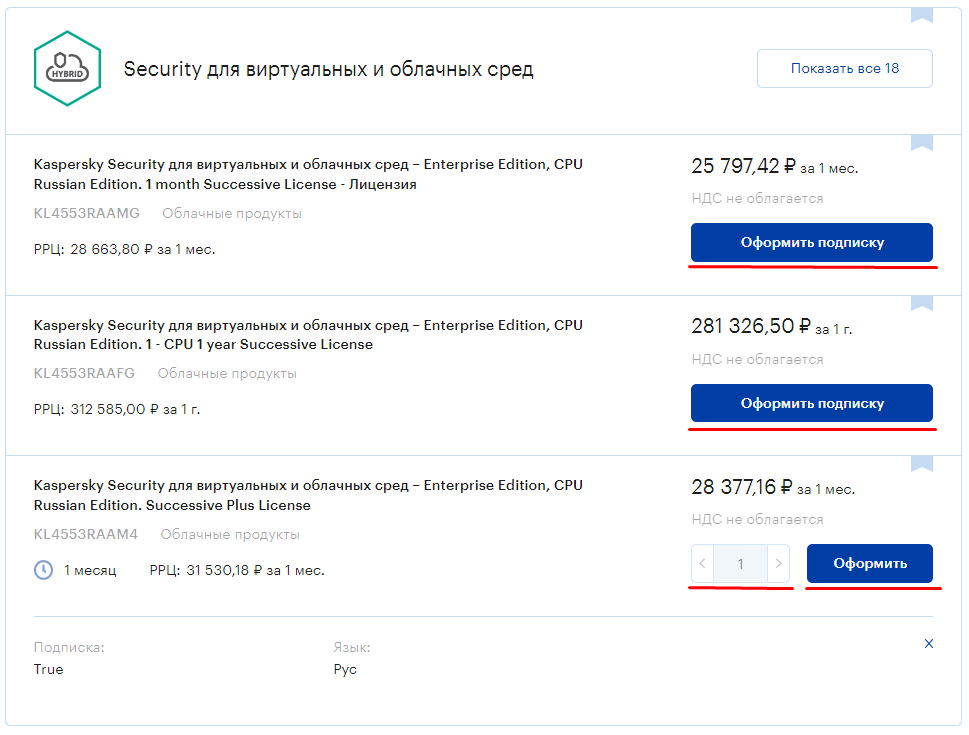 HYBRID
Security для виртуальных и облачных сред
Показать все 18
Kaspersky Security для виртуальных и облачных сред – Enterprise Edition, CPU
Russian Edition. 1 month Successive License - Лицензия
KL4553RAAMG Облачные продукты
РРЦ: 28 663,80 ₽ за 1 мес.
25 797,42 ₽ за 1 мес.
НДС не облагается
Оформить подписку
Kaspersky Security для виртуальных и облачных сред – Enterprise Edition, CPU
Russian Edition. 1 - CPU 1 year Successive License
KL4553RAAFG Облачные продукты
РРЦ: 312 585,00 ₽ за 1 г.
281 326,50 ₽ за 1 г.
НДС не облагается
Оформить подписку
Kaspersky Security для виртуальных и облачных сред – Enterprise Edition, CPU
Russian Edition. Successive Plus License
KL4553RAAM4 Облачные продукты
1 месяц РРЦ: 31 530,18 ₽ за 1 мес.
28 377,16 ₽ за 1 мес.
НДС не облагается
1
Оформить
Подписка:
True
Язык:
Рус